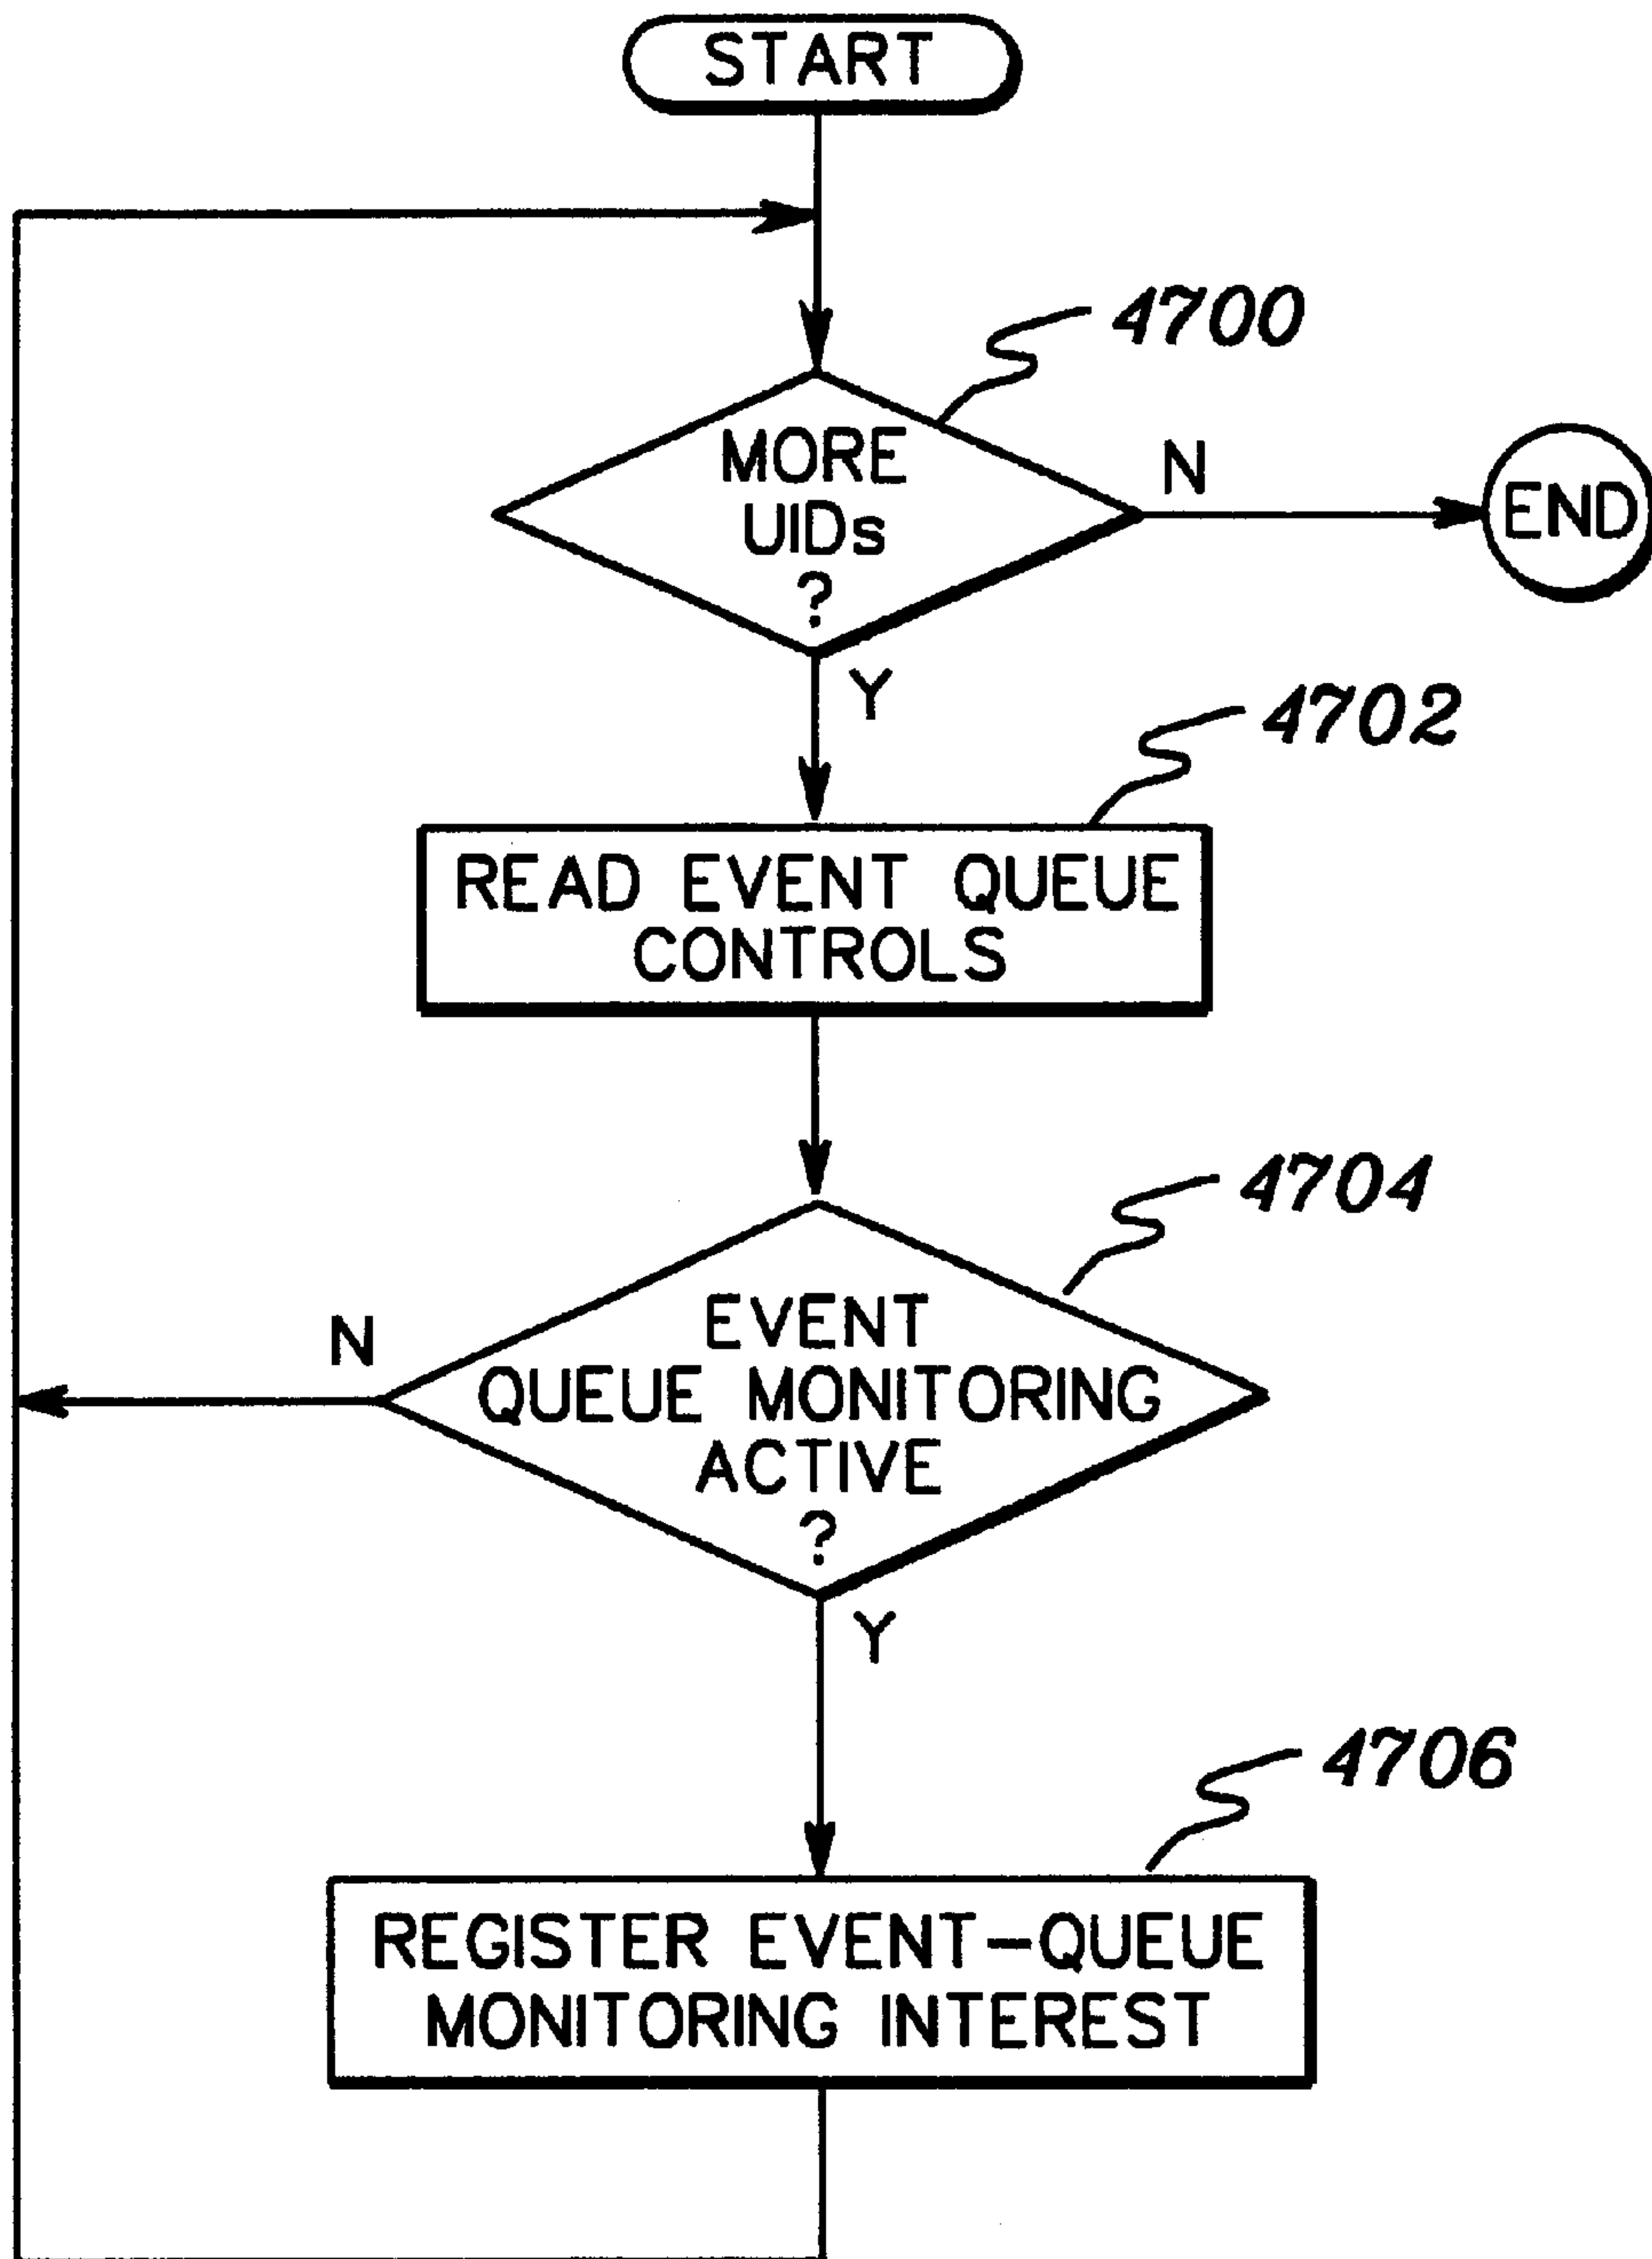 START
4700
MORE
UIDs
?
N
END
Y
4702
READ EVENT QUEUE
CONTROLS
4704
EVENT
QUEUE MONITORING
ACTIVE
?
N
Y
4706
REGISTER EVENT-QUEUE
MONITORING INTEREST